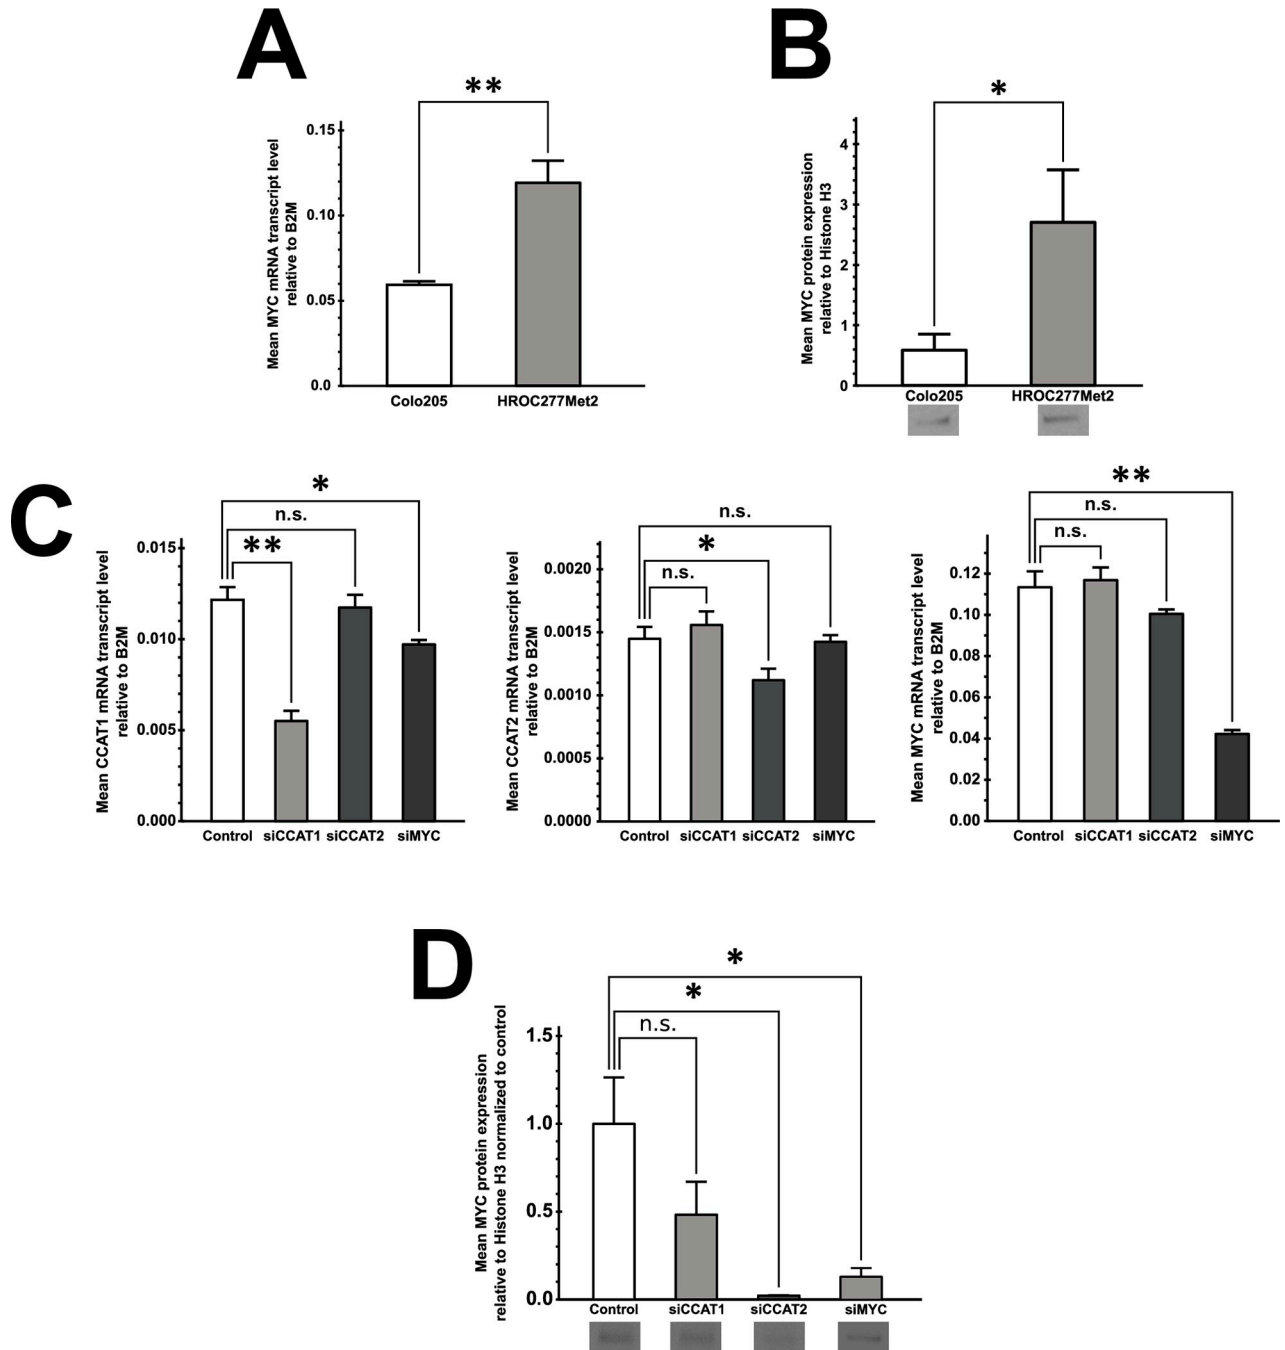 A
**
Mean MYC mRNA transcript level
relative to B2M
0.15
0.10
0.05
0.0
Colo205
HROC277Met2
B
*
Mean MYC protein expression
relative to Histone H3
4
3
2
1
0
Colo205
HROC277Met2
C
*
n.s.
**
Mean CCAT1 mRNA transcript level
relative to B2M
0.015
0.010
0.005
0.000
Control
siCCAT1
siCCAT2
siMYC
n.s.
*
n.s.
Mean CCAT2 mRNA transcript level
relative to B2M
0.0020
0.0015
0.0010
0.0005
0.0000
Control
siCCAT1
siCCAT2
siMYC
**
n.s.
n.s.
Mean MYC mRNA transcript level
relative to B2M
0.12
0.10
0.08
0.06
0.04
0.02
0.00
Control
siCCAT1
siCCAT2
siMYC
D
*
*
n.s.
Mean MYC protein expression
relative to Histone H3 normalized to control
1.5
1.0
0.5
0.0
Control
siCCAT1
siCCAT2
siMYC